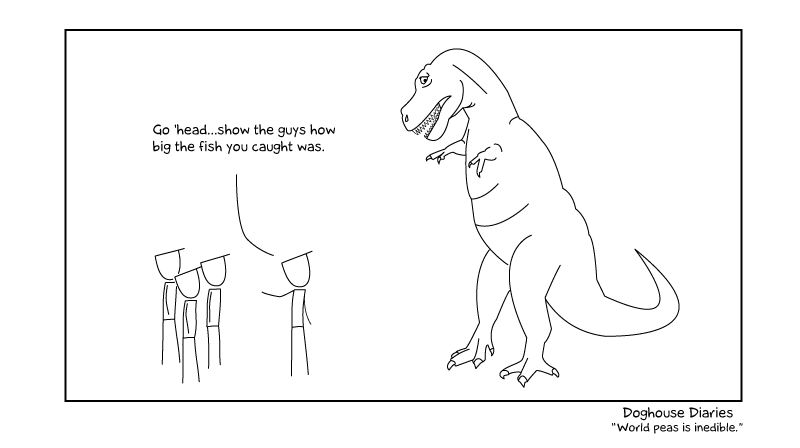 Go 'head...show the guys how
big the fish you caught was.
Doghouse Diaries
"World peas is inedible."